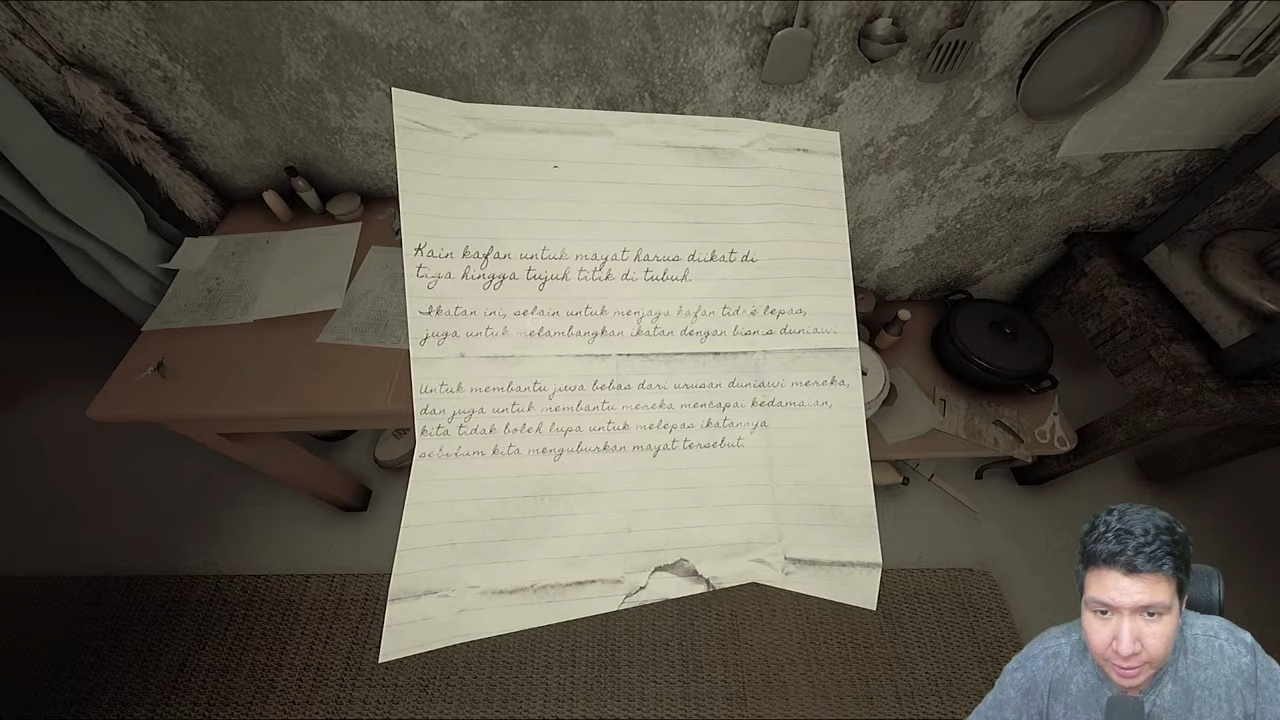 Kain kafan untuk mayat harus diikat di
tiga hingga tujuh titik di tubuh.
Ikatan ini, selain untuk menjaga kafan tidak lepas,
juga untuk melambangkan ikatan dengan bisnis duniawi.
Untuk membantu jiwa bebas dari urusan duniawi mereka,
dan juga untuk membantu mereka mencapai kedamaian,
kita tidak boleh lupa untuk melepas ikatannya
sebelum kita menguburkan mayat tersebut.